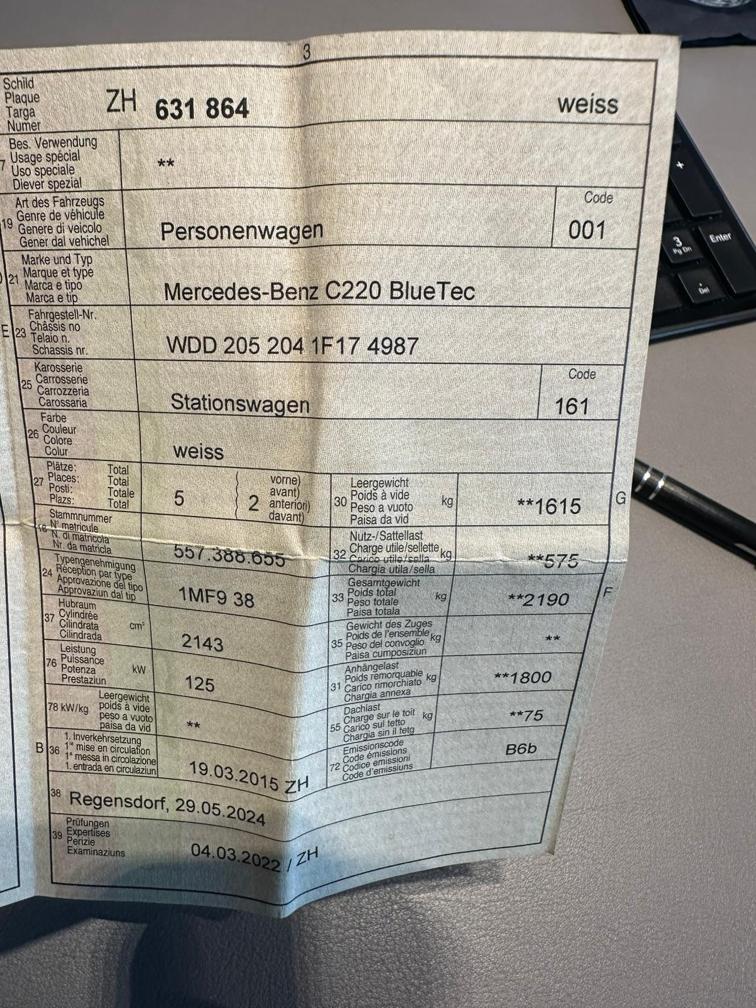 3
Schild
Plaque
Targa
Numer
ZH 631 864
weiss
Bes. Verwendung
Usage spécial
Uso speciale
Diever spezial
**
19
Art des Fahrzeugs
Genre de véhicule
Genere di veicolo
Gener dal vehichel
Personenwagen
Code
001
21
Marke und Typ
Marque et type
Marca e tipo
Marca e tip
Mercedes-Benz C220 BlueTec
E 23
Fahrgestell-Nr.
Châssis no
Telaio n.
Schassis nr.
WDD 205 204 1F17 4987
25
Karosserie
Carrosserie
Carrozzeria
Carossaria
Stationswagen
Code
161
26
Farbe
Couleur
Colore
Colur
weiss
27
Plätze: Total
Places: Total
Posti: Totale
Plazs: Total
5
2
vorne)
avant)
anteriori)
davant)
30
Leergewicht
Poids à vide
Peso a vuoto
Paisa da vid
kg
**1615
G
Stammnummer
N° matricule
N. di matricola
Nr. da matricla
557.388.655
32
Nutz-/Sattellast
Charge utile/sellette
Carico utile/sella
Chargia utila/sella
kg
**575
24
Typengenehmigung
Réception par type
Approvazione del tipo
Approvaziun dal tip
1MF9 38
33
Gesamtgewicht
Poids total
Peso totale
Paisa totala
kg
**2190
F
37
Hubraum
Cylindrée
Cilindrata
Cilindrada
cm³
2143
35
Gewicht des Zuges
Poids de l'ensemble
Peso del convoglio
Paisa cumposiziun
kg
**
76
Leistung
Puissance
Potenza
Prestaziun
kW
125
31
Anhängelast
Poids remorquable
Carico rimorchiato
Chargia annexa
kg
**1800
78 kW/kg
Leergewicht
poids à vide
peso a vuoto
paisa da vid
**
55
Dachlast
Charge sur le toit
Carico sul tetto
Chargia sin il tetg
kg
**75
B 36
1. Inverkehrsetzung
1re mise en circulation
1a messa in circolazione
1. entrada en circulaziun
19.03.2015 ZH
72
Emissionscode
Code émissions
Codice emissioni
Code d'emissiuns
B6b
38
Regensdorf, 29.05.2024
39
Prüfungen
Expertises
Perizie
Examinaziuns
04.03.2022 / ZH
+
3
Pg Dn
Enter
.
Del